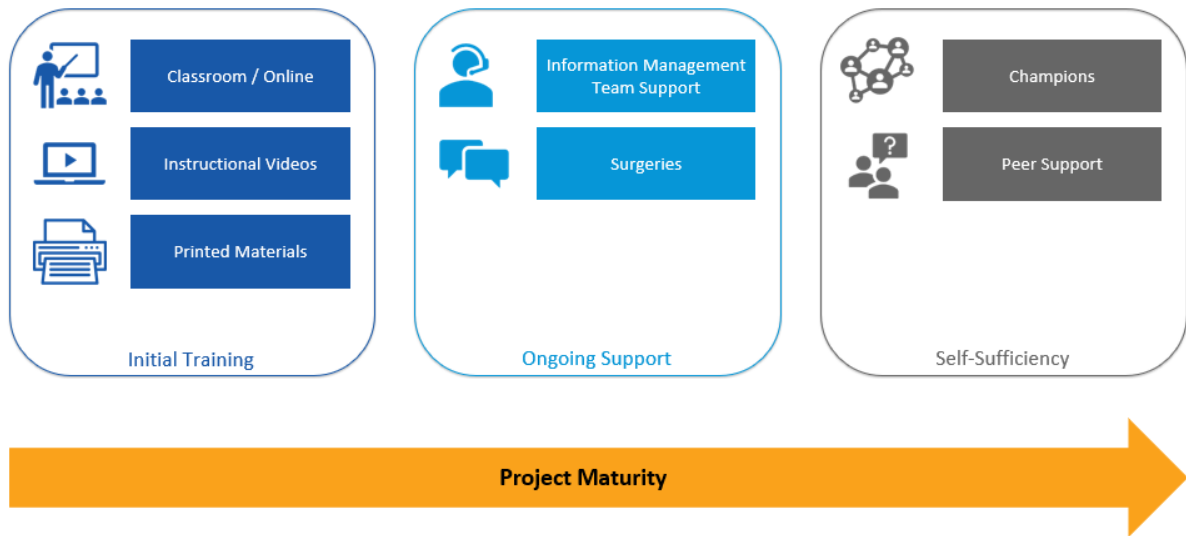 Classroom / Online
Instructional Videos
Printed Materials
Initial Training
Information Management
Team Support
Surgeries
Ongoing Support
Champions
?
Peer Support
Self-Sufficiency
Project Maturity